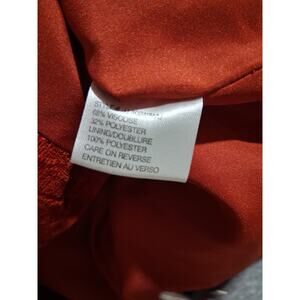 STYLE #
68% VISCOSE
32% POLYESTER
LINING/DOUBLURE
100% POLYESTER
CARE ON REVERSE
ENTRETIEN AU VERSO